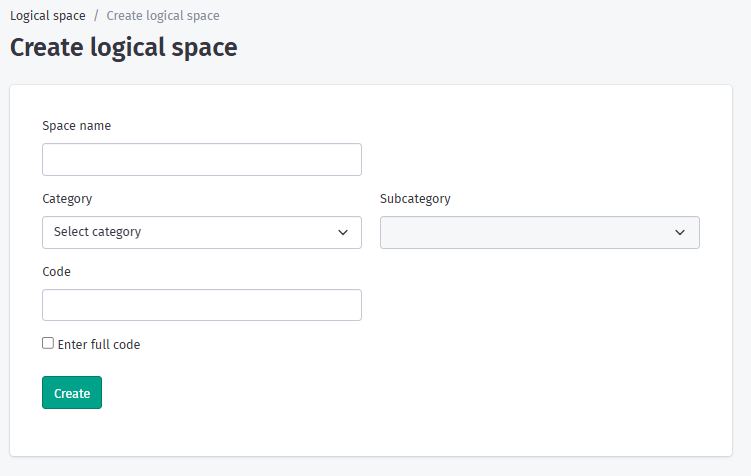 Logical space / Create logical space
Create logical space
Space name
Category Subcategory
Select category
Code
Enter full code
Create